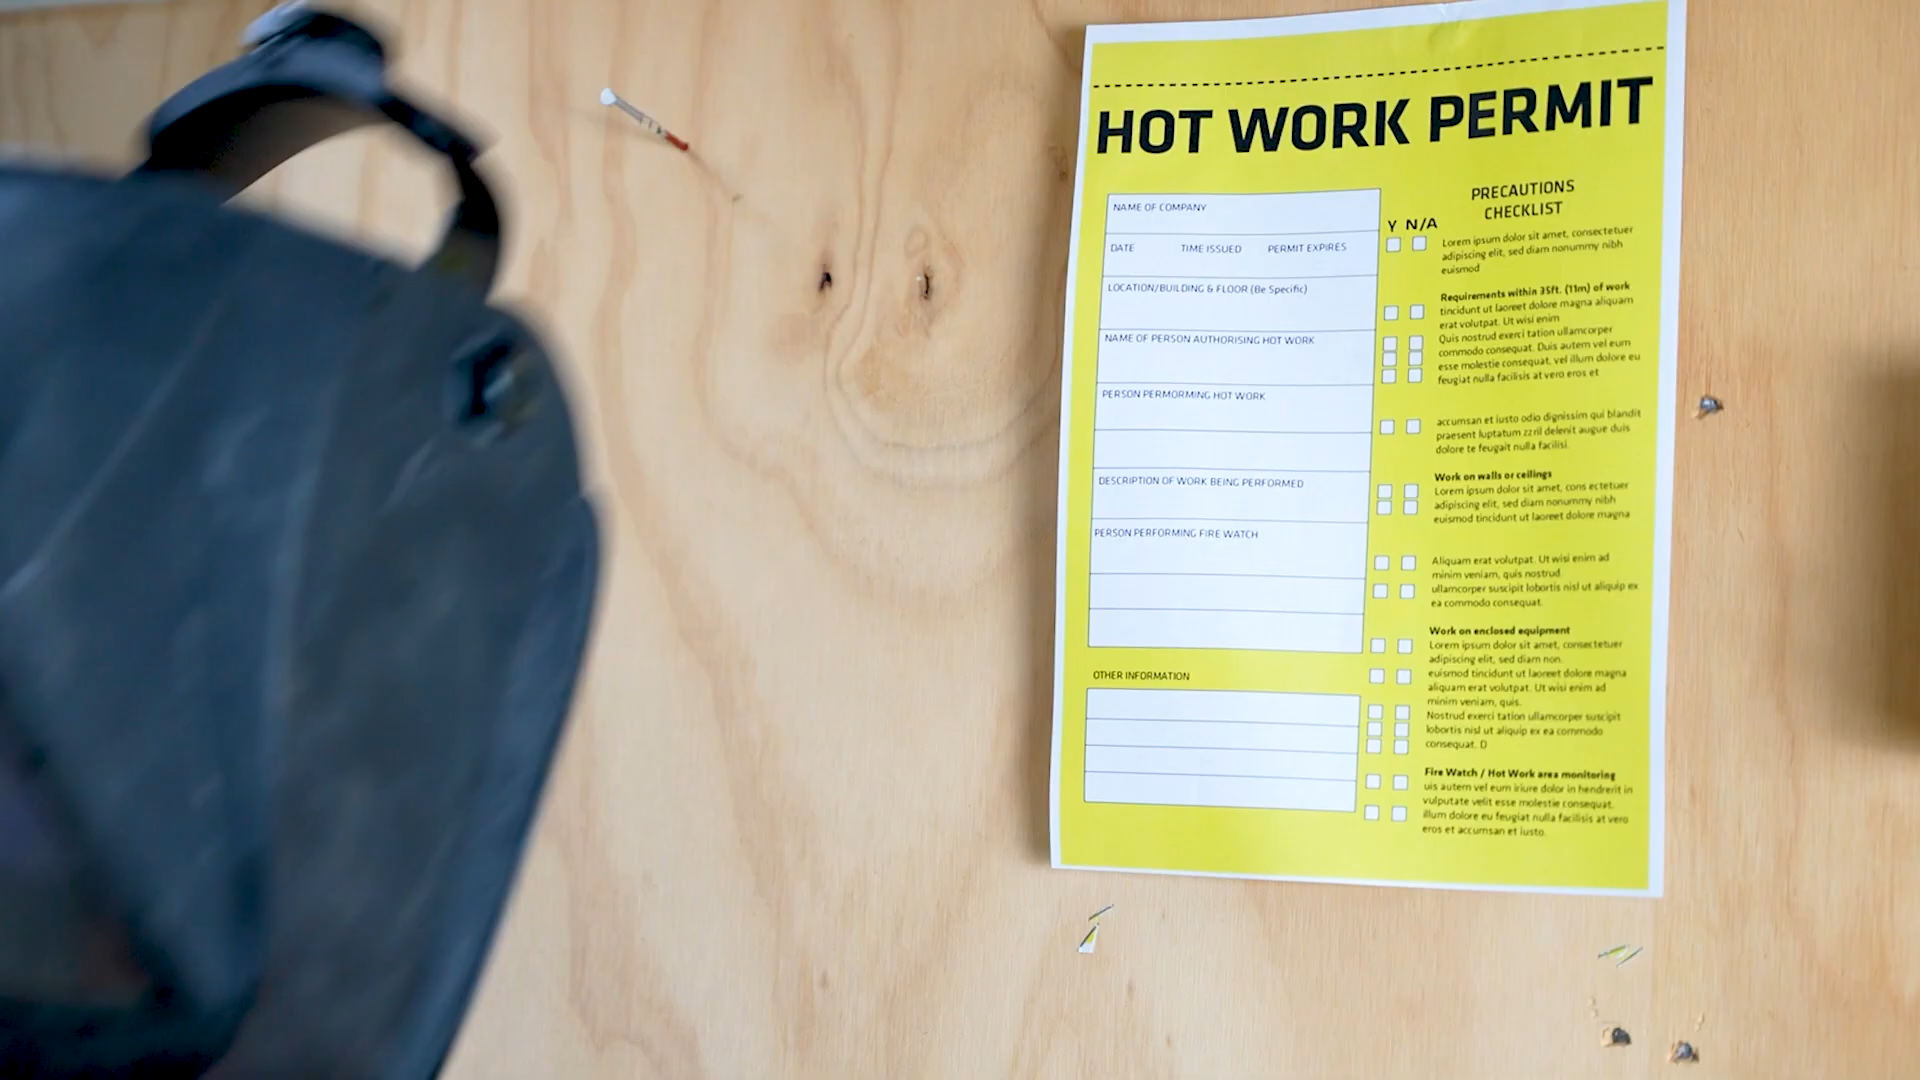 HOT WORK PERMIT
NAME OF COMPANY
DATE TIME ISSUED PERMIT EXPIRES
LOCATION/BUILDING & FLOOR (Be Specific)
NAME OF PERSON AUTHORISING HOT WORK
PERSON PERMORMING HOT WORK
DESCRIPTION OF WORK BEING PERFORMED
PERSON PERFORMING FIRE WATCH
OTHER INFORMATION
PRECAUTIONS
CHECKLIST
Y N/A
Lorem ipsum dolor sit amet, consectetuer
adipiscing elit, sed diam nonummy nibh
euismod
Requirements within 35ft. (11m) of work
tincidunt ut laoreet dolore magna aliquam
erat volutpat. Ut wisi enim
Quis nostrud exerci tation ullamcorper
commodo consequat. Duis autem vel eum
esse molestie consequat, vel illum dolore eu
feugiat nulla facilisis at vero eros et
accumsan et iusto odio dignissim qui blandit
praesent luptatum zzril delenit augue duis
dolore te feugait nulla facilisi.
Work on walls or ceilings
Lorem ipsum dolor sit amet, cons ectetuer
adipiscing elit, sed diam nonummy nibh
euismod tincidunt ut laoreet dolore magna
Aliquam erat volutpat. Ut wisi enim ad
minim veniam, quis nostrud
ullamcorper suscipit lobortis nisl ut aliquip ex
ea commodo consequat.
Work on enclosed equipment
Lorem ipsum dolor sit amet, consectetuer
adipiscing elit, sed diam non.
euismod tincidunt ut laoreet dolore magna
aliquam erat volutpat. Ut wisi enim ad
minim veniam, quis.
Nostrud exerci tation ullamcorper suscipit
lobortis nisl ut aliquip ex ea commodo
consequat. D
Fire Watch / Hot Work area monitoring
uis autem vel eum iriure dolor in hendrerit in
vulputate velit esse molestie consequat.
illum dolore eu feugiat nulla facilisis at vero
eros et accumsan et iusto.